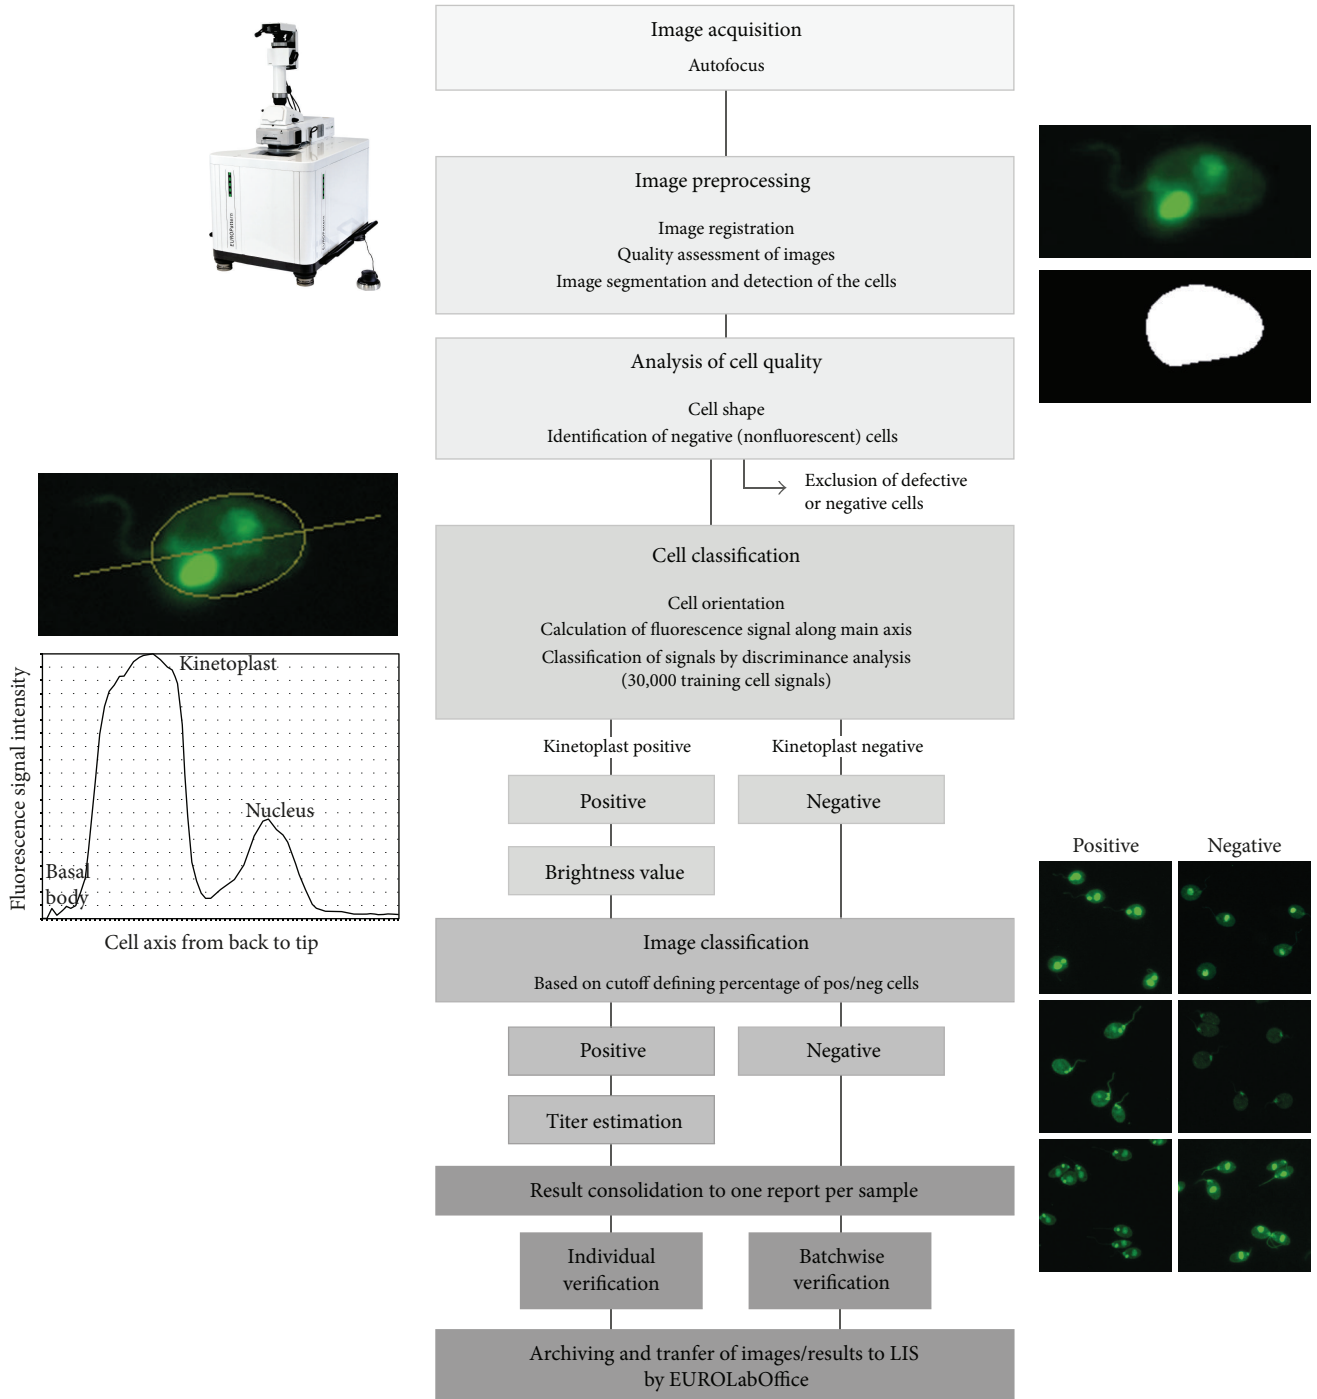 Image acquisition
Autofocus
EUROPattern
Image preprocessing
Image registration
Quality assessment of images
Image segmentation and detection of the cells
Analysis of cell quality
Cell shape
Identification of negative (nonfluorescent) cells
Exclusion of defective
or negative cells
Cell classification
Cell orientation
Calculation of fluorescence signal along main axis
Classification of signals by discriminance analysis
(30,000 training cell signals)
Fluorescence signal intensity
Kinetoplast
Nucleus
Basal
body
Cell axis from back to tip
Kinetoplast positive
Kinetoplast negative
Positive
Negative
Brightness value
Image classification
Based on cutoff defining percentage of pos/neg cells
Positive
Negative
Titer estimation
Result consolidation to one report per sample
Individual
verification
Batchwise
verification
Archiving and tranfer of images/results to LIS
by EUROLabOffice
Positive
Negative